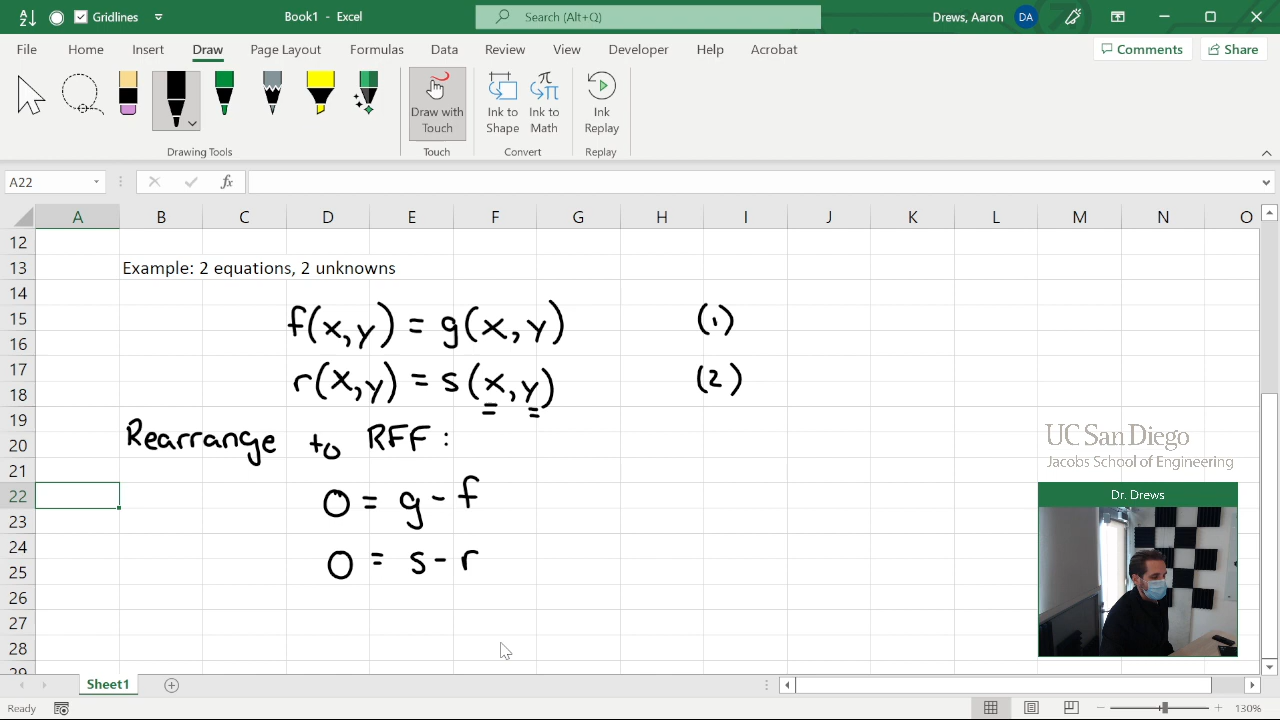 Gridlines
Book1 - Excel
Search (Alt+Q)
Drews, Aaron
DA
File Home Insert Draw Page Layout Formulas Data Review View Developer Help Acrobat
Comments
Share
Draw with Touch
Ink to Shape
Ink to Math
Ink Replay
Drawing Tools
Touch
Convert
Replay
A22
fx
A B C D E F G H I J K L M N O
12
13
Example: 2 equations, 2 unknowns
14
15
f(x,y) = g(x,y) (1)
16
17
r(x,y) = s(x,y) (2)
18
19
20
Rearrange to RFF:
21
22
0 = g - f
23
24
0 = s - r
25
26
27
28
29
UC San Diego
Jacobs School of Engineering
Dr. Drews
Sheet1
Ready
130%